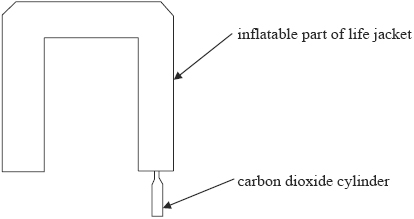 inflatable part of life jacket
carbon dioxide cylinder